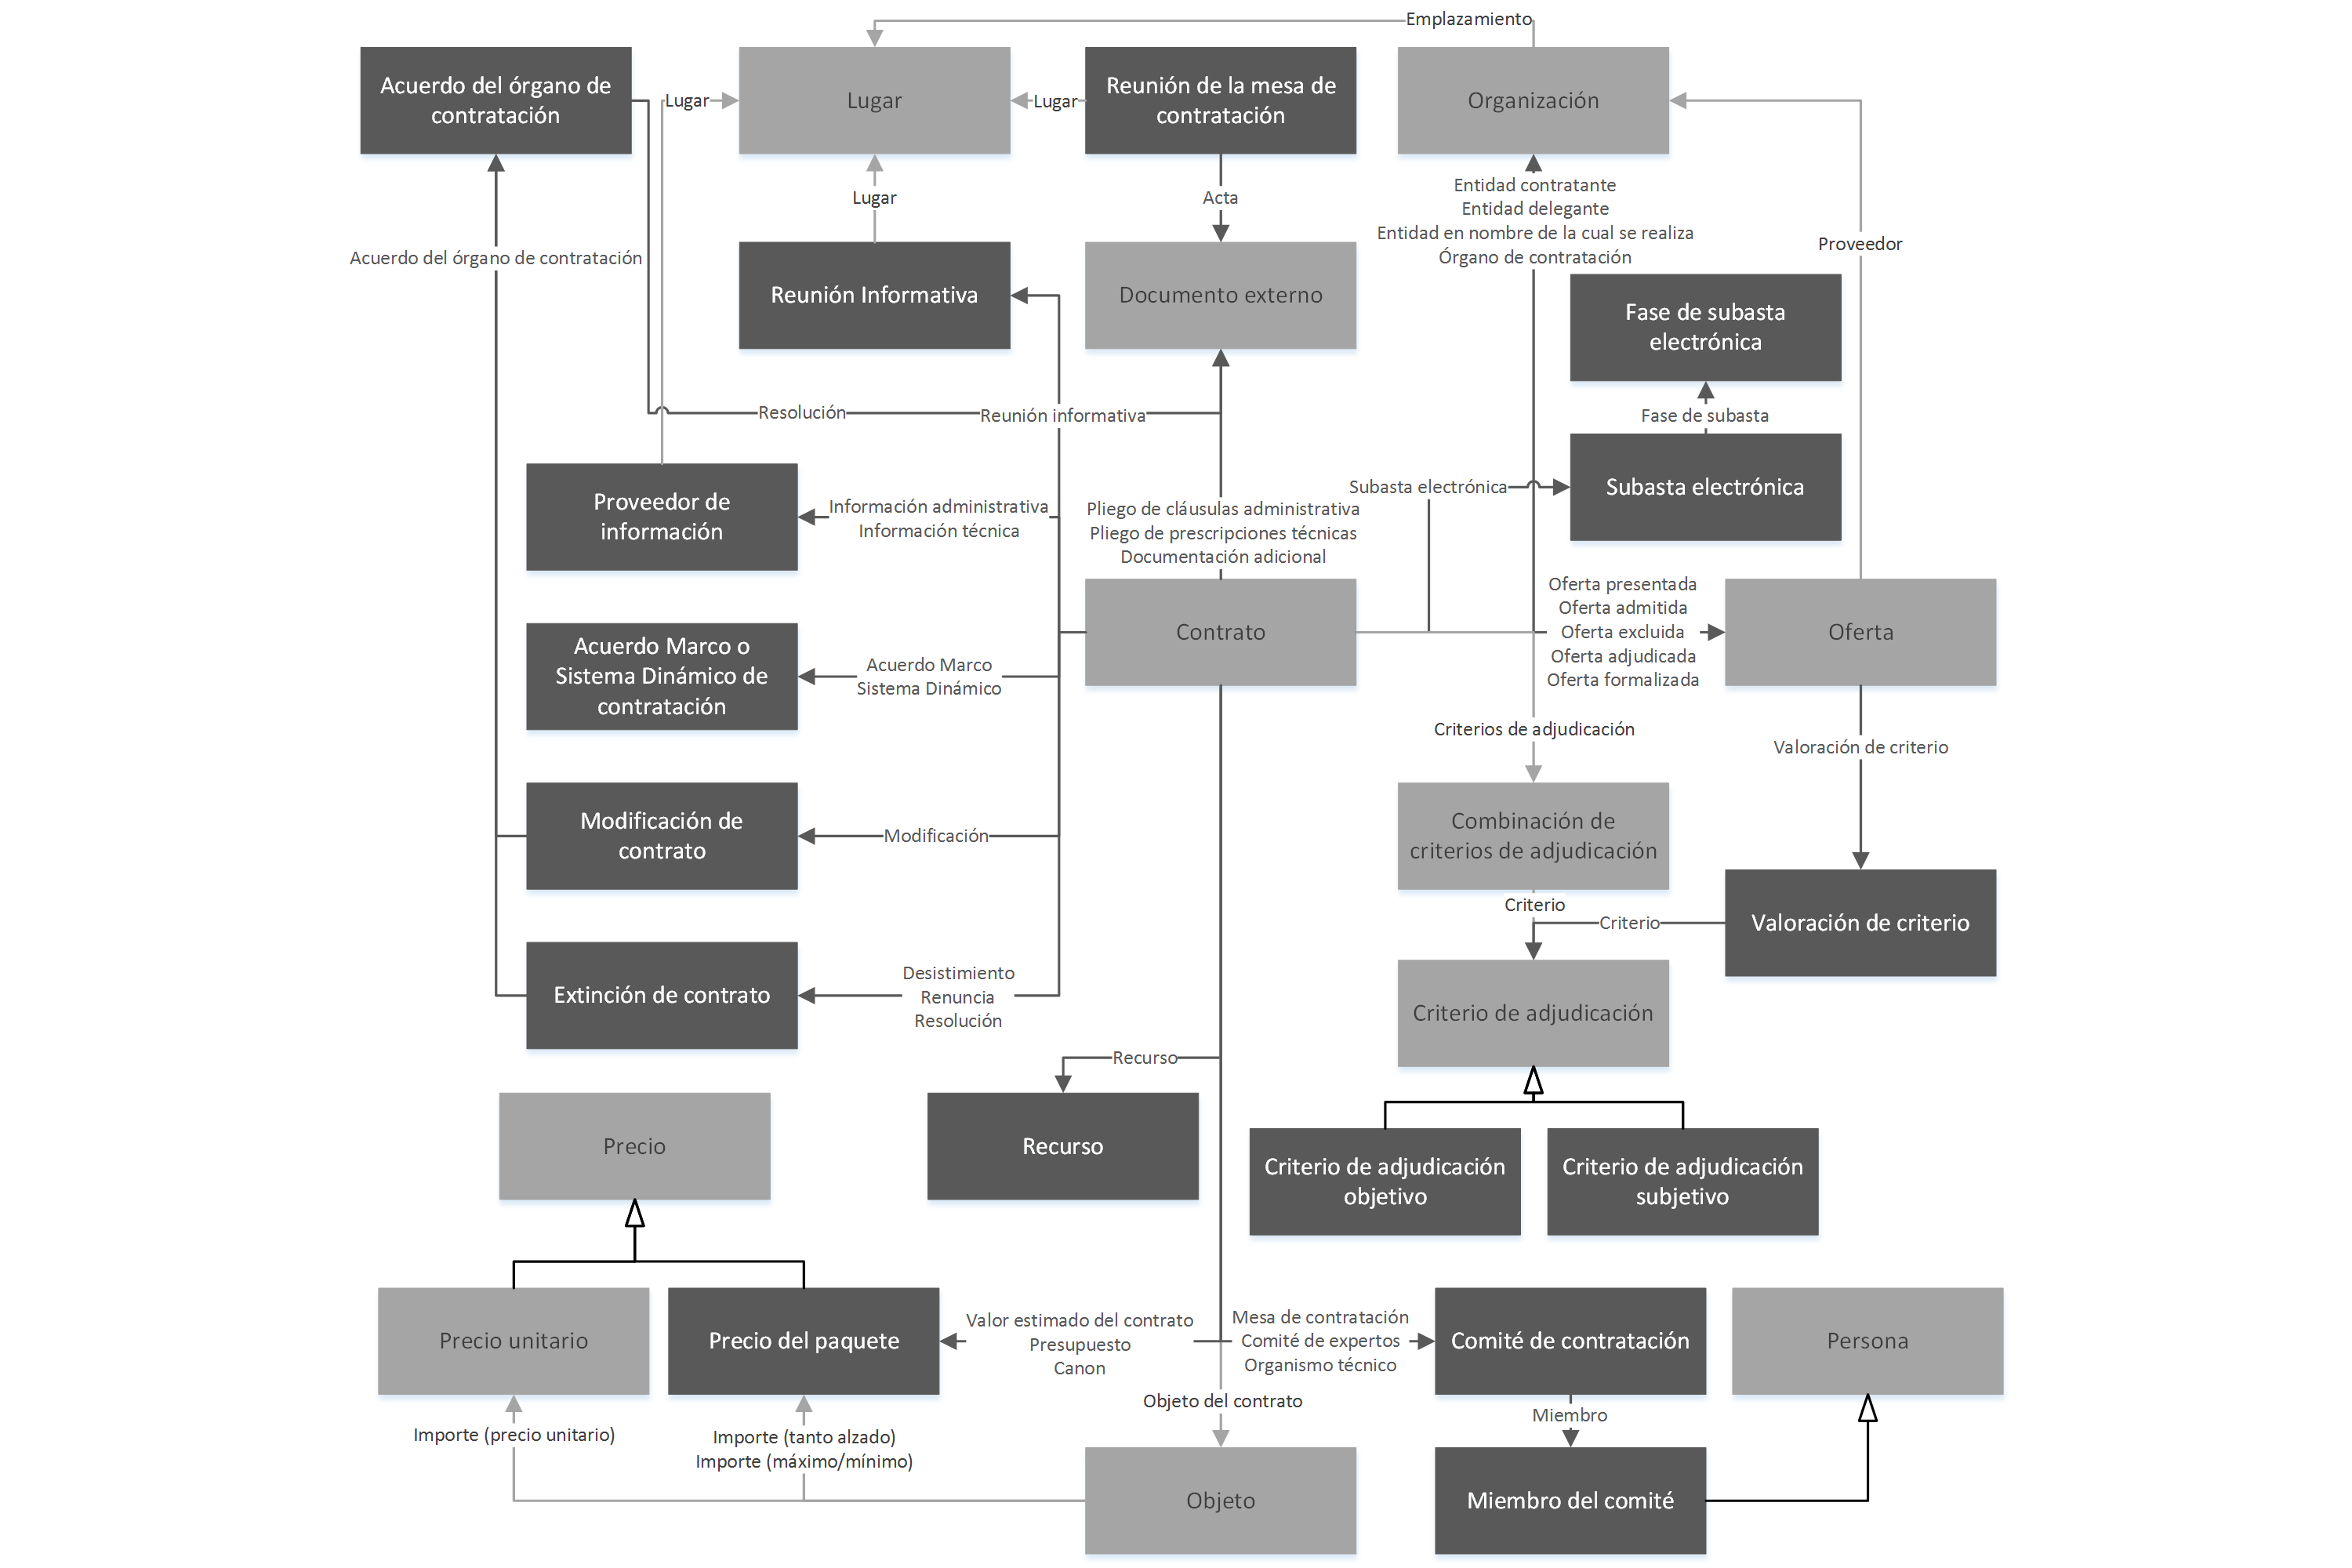 Emplazamiento
Acuerdo del órgano de
contratación
Lugar
Lugar
Lugar
Reunión de la mesa de
contratación
Organización
Lugar
Acta
Entidad contratante
Entidad delegante
Entidad en nombre de la cual se realiza
Órgano de contratación
Proveedor
Acuerdo del órgano de contratación
Reunión Informativa
Documento externo
Fase de subasta
electrónica
Resolución
Reunión informativa
Fase de subasta
Proveedor de
información
Información administrativa
Información técnica
Pliego de cláusulas administrativa
Pliego de prescripciones técnicas
Documentación adicional
Subasta electrónica
Subasta electrónica
Acuerdo Marco o
Sistema Dinámico de
contratación
Acuerdo Marco
Sistema Dinámico
Contrato
Oferta presentada
Oferta admitida
Oferta excluida
Oferta adjudicada
Oferta formalizada
Oferta
Criterios de adjudicación
Valoración de criterio
Modificación de
contrato
Modificación
Combinación de
criterios de adjudicación
Criterio
Criterio
Valoración de criterio
Extinción de contrato
Desistimiento
Renuncia
Resolución
Criterio de adjudicación
Recurso
Precio
Recurso
Criterio de adjudicación
objetivo
Criterio de adjudicación
subjetivo
Precio unitario
Precio del paquete
Valor estimado del contrato
Presupuesto
Canon
Mesa de contratación
Comité de expertos
Organismo técnico
Comité de contratación
Persona
Objeto del contrato
Miembro
Importe (precio unitario)
Importe (tanto alzado)
Importe (máximo/mínimo)
Objeto
Miembro del comité